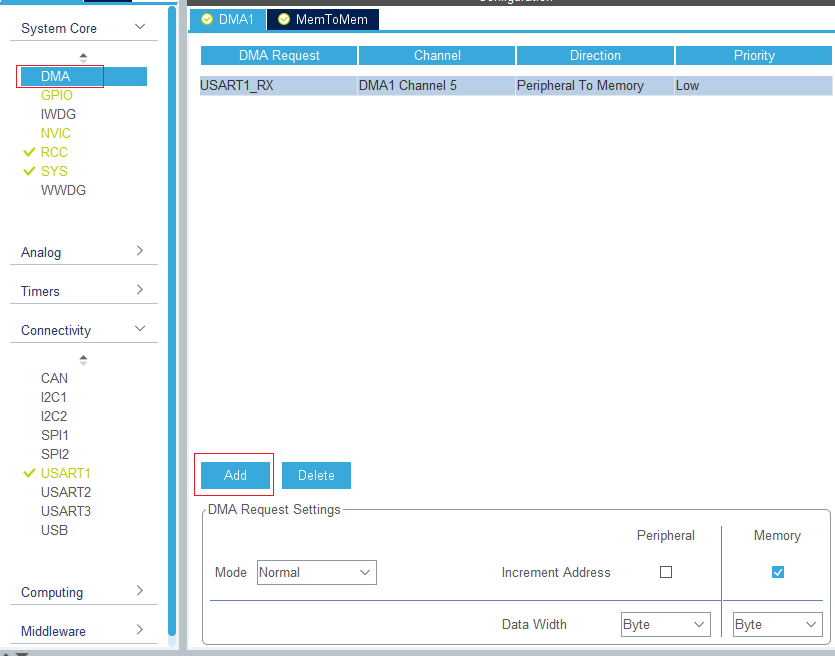 System Core
DMA
GPIO
IWDG
NVIC
RCC
SYS
WWDG
Analog
Timers
Connectivity
CAN
I2C1
I2C2
SPI1
SPI2
USART1
USART2
USART3
USB
Computing
Middleware
DMA1 MemToMem
DMA Request Channel Direction Priority
USART1_RX DMA1 Channel 5 Peripheral To Memory Low
Add Delete
DMA Request Settings
Peripheral Memory
Mode Normal Increment Address
Data Width Byte Byte